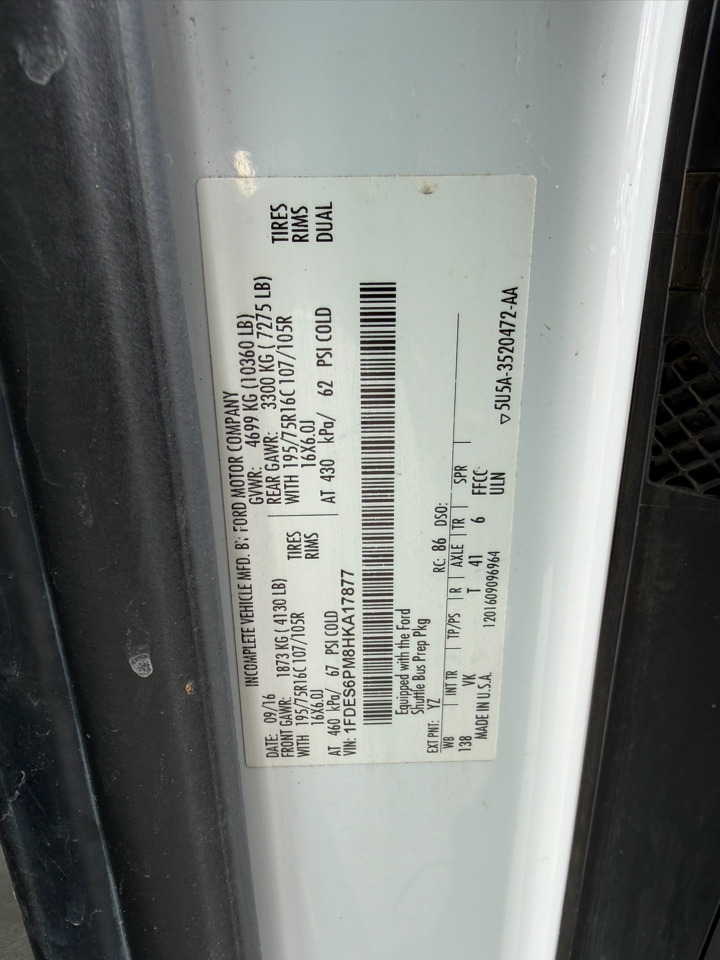 INCOMPLETE VEHICLE MFD. BY FORD MOTOR COMPANY
DATE: 09/16 GVWR: 4699 KG (10360 LB)
FRONT GAWR: 1873 KG ( 4130 LB) REAR GAWR: 3300 KG ( 7275 LB)
WITH 195/75R16C 107/105R TIRES WITH 195/75R16C 107/105R TIRES
16X6.0J RIMS 16X6.0J RIMS
AT 460 kPa/ 67 PSI COLD AT 430 kPa/ 62 PSI COLD DUAL
VIN: 1FDES6PM8HKA17877
Equipped with the Ford
Shuttle Bus Prep Pkg
EXT PNT: YZ RC: 86 DSO:
WB INT TR TP/PS R AXLE TR SPR
138 VK T 41 6 FFCC
MADE IN U.S.A. 1201609096964 ULN ▽5U5A-3520472-AA